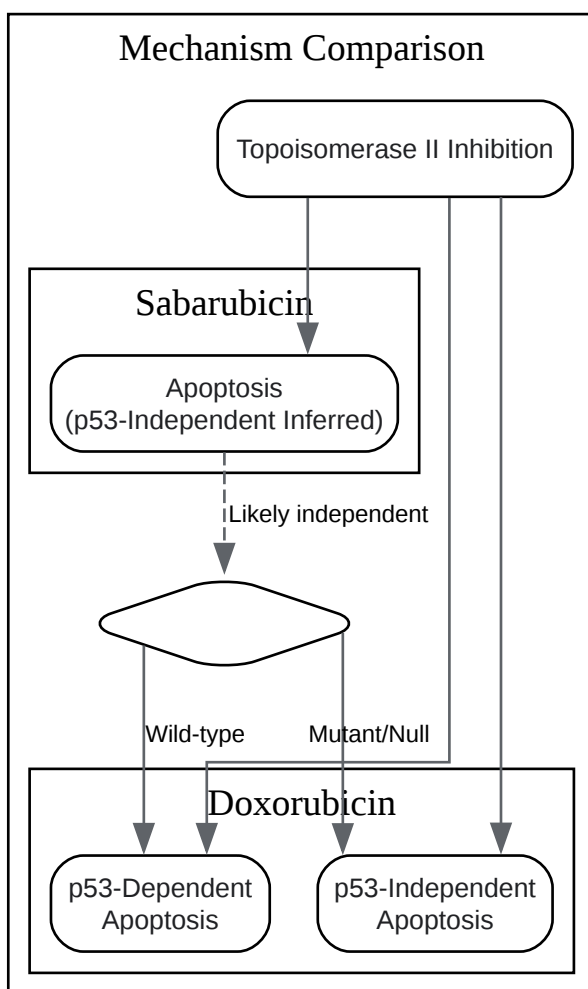 Mechanism Comparison
Topoisomerase II Inhibition
Sabarubicin
Apoptosis
(p53-Independent Inferred)
Likely independent
Wild-type
Mutant/Null
Doxorubicin
p53-Dependent
Apoptosis
p53-Independent
Apoptosis